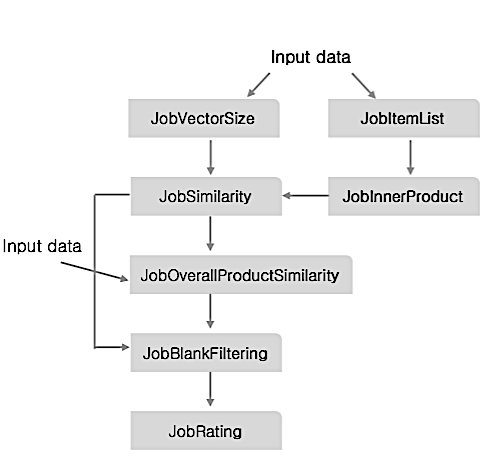 Input data
JobVectorSize
JobItemList
JobSimilarity
JobInnerProduct
Input data
JobOverallProductSimilarity
JobBlankFiltering
JobRating